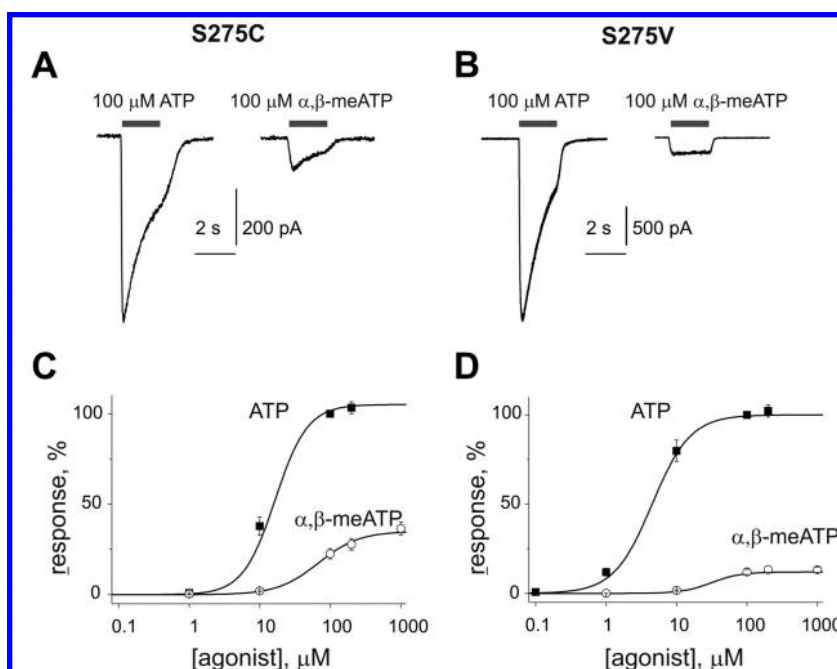 S275C
S275V
A
B
100 μM ATP
100 μM α,β-meATP
100 μM ATP
100 μM α,β-meATP
2 s
200 pA
2 s
500 pA
C
D
ATP
α,β-meATP
response, %
100
50
0
0.1
1
10
100
1000
[agonist], μM
ATP
α,β-meATP
response, %
100
50
0
0.1
1
10
100
1000
[agonist], μM